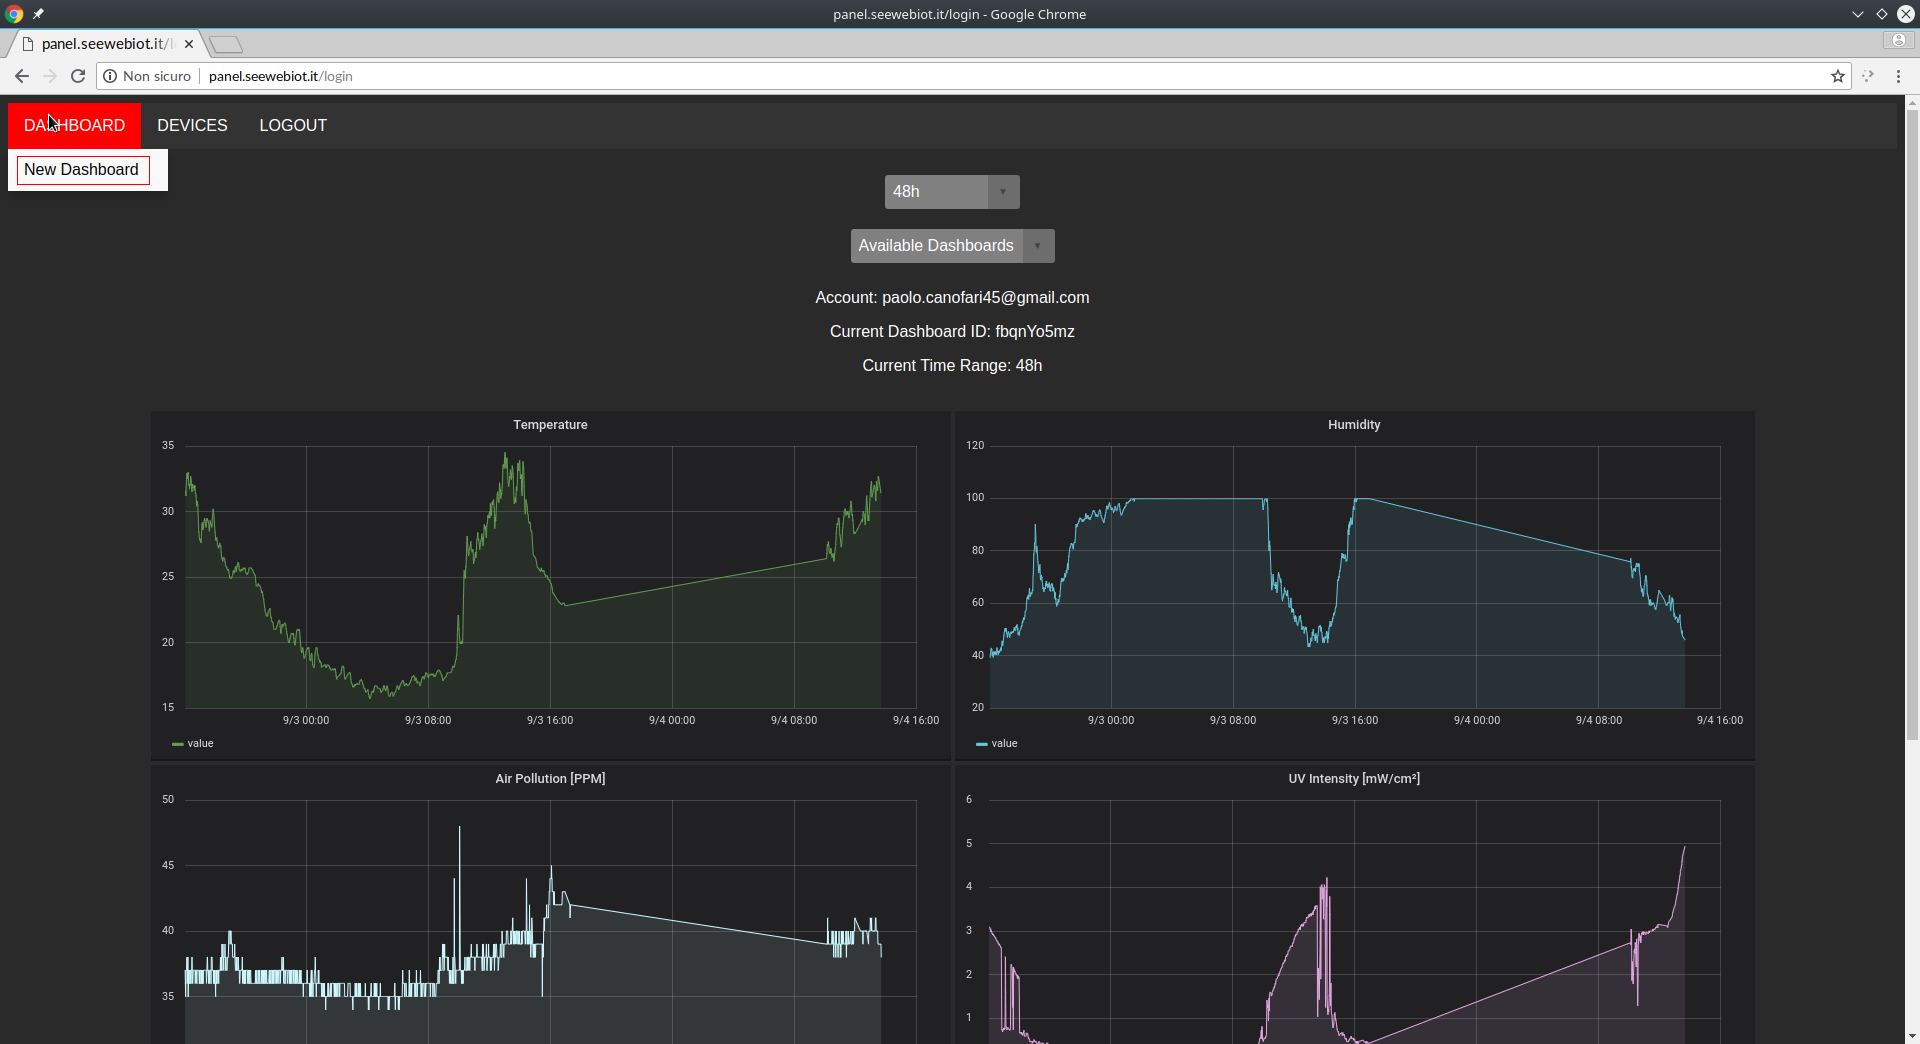 panel.seewebiot.it/login - Google Chrome
panel.seewebiot.it/l
Non sicuro panel.seewebiot.it/login
DASHBOARD DEVICES LOGOUT
New Dashboard
48h
Available Dashboards
Account: paolo.canofari45@gmail.com
Current Dashboard ID: fbqnYo5mz
Current Time Range: 48h
Temperature
35
30
25
20
15
9/3 00:00 9/3 08:00 9/3 16:00 9/4 00:00 9/4 08:00 9/4 16:00
value
Humidity
120
100
80
60
40
20
9/3 00:00 9/3 08:00 9/3 16:00 9/4 00:00 9/4 08:00 9/4 16:00
value
Air Pollution [PPM]
50
45
40
35
UV Intensity [mW/cm²]
6
5
4
3
2
1